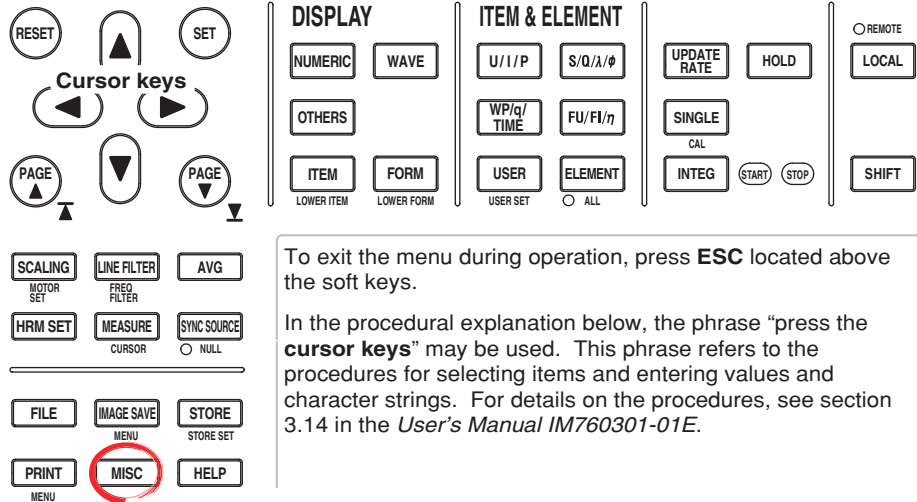 RESET
SET
Cursor keys
PAGE
PAGE
DISPLAY
NUMERIC WAVE
OTHERS
ITEM FORM
LOWER ITEM LOWER FORM
ITEM & ELEMENT
U / I / P S/Q/λ/ϕ
WP/q/
TIME
FU/FI/η
USER ELEMENT
USER SET ALL
UPDATE
RATE
HOLD
SINGLE
CAL
INTEG START STOP
REMOTE
LOCAL
SHIFT
SCALING LINE FILTER AVG
MOTOR
SET
FREQ
FILTER
HRM SET MEASURE SYNC SOURCE
CURSOR NULL
FILE IMAGE SAVE STORE
MENU STORE SET
PRINT MISC HELP
MENU
To exit the menu during operation, press ESC located above
the soft keys.
In the procedural explanation below, the phrase “press the
cursor keys” may be used. This phrase refers to the
procedures for selecting items and entering values and
character strings. For details on the procedures, see section
3.14 in the User's Manual IM760301-01E.